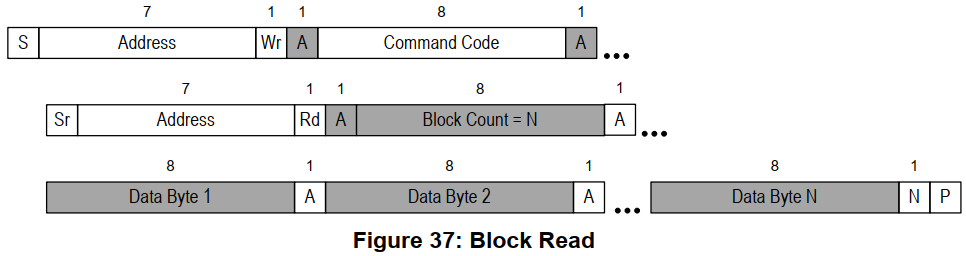 7 1 1 8 1
S Address Wr A Command Code A ...
7 1 1 8 1
Sr Address Rd A Block Count = N A ...
8 1 8 1 8 1
Data Byte 1 A Data Byte 2 A ... Data Byte N N P
Figure 37: Block Read